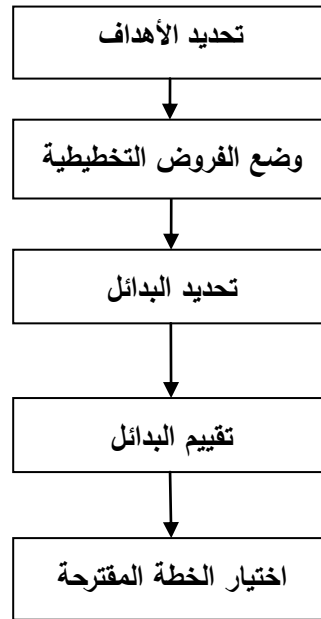 تحديد الأهداف
وضع الفروض التخطيطية
تحديد البدائل
تقييم البدائل
اختيار الخطة المقترحة